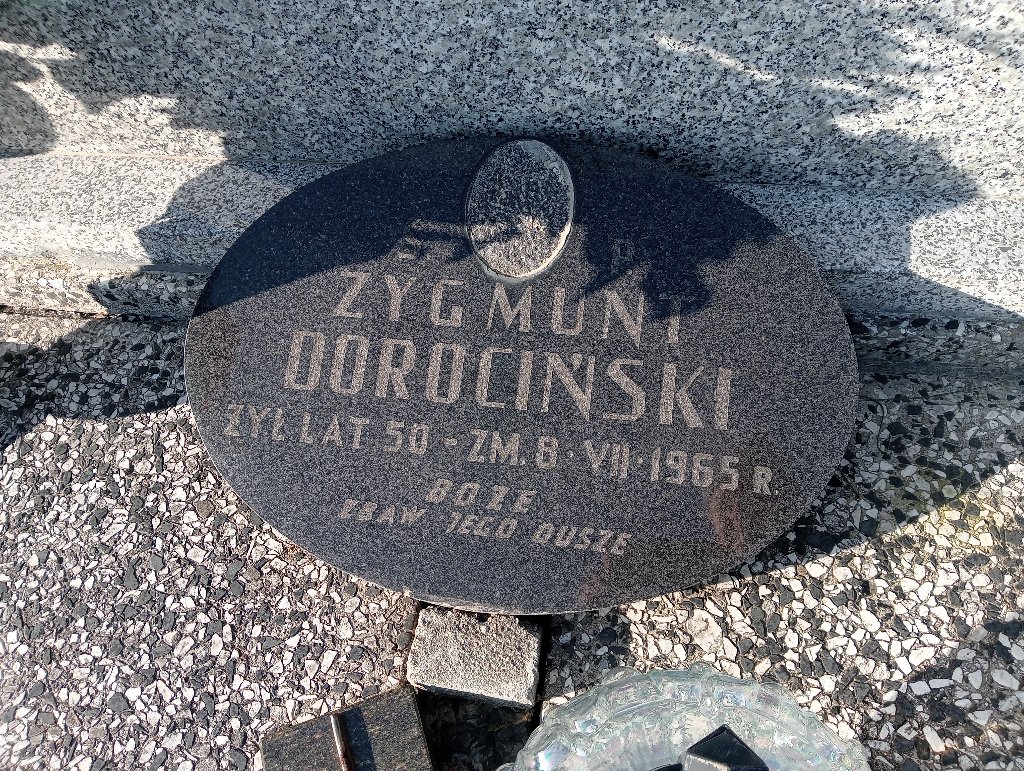 Ś P
ZYGMUNT
DOROCIŃSKI
ŻYŁ LAT 50 - ZM. 8 · VII · 1965 R.
BOŻE
ZBAW JEGO DUSZE